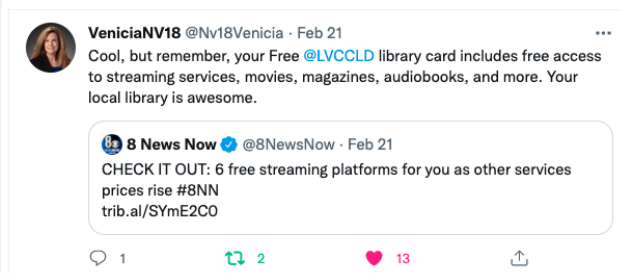 VeniciaNV18 @Nv18Venicia · Feb 21
Cool, but remember, your Free @LVCCLD library card includes free access
to streaming services, movies, magazines, audiobooks, and more. Your
local library is awesome.
8 News Now @8NewsNow · Feb 21
CHECK IT OUT: 6 free streaming platforms for you as other services
prices rise #8NN
trib.al/SYmE2C0
1 2 13